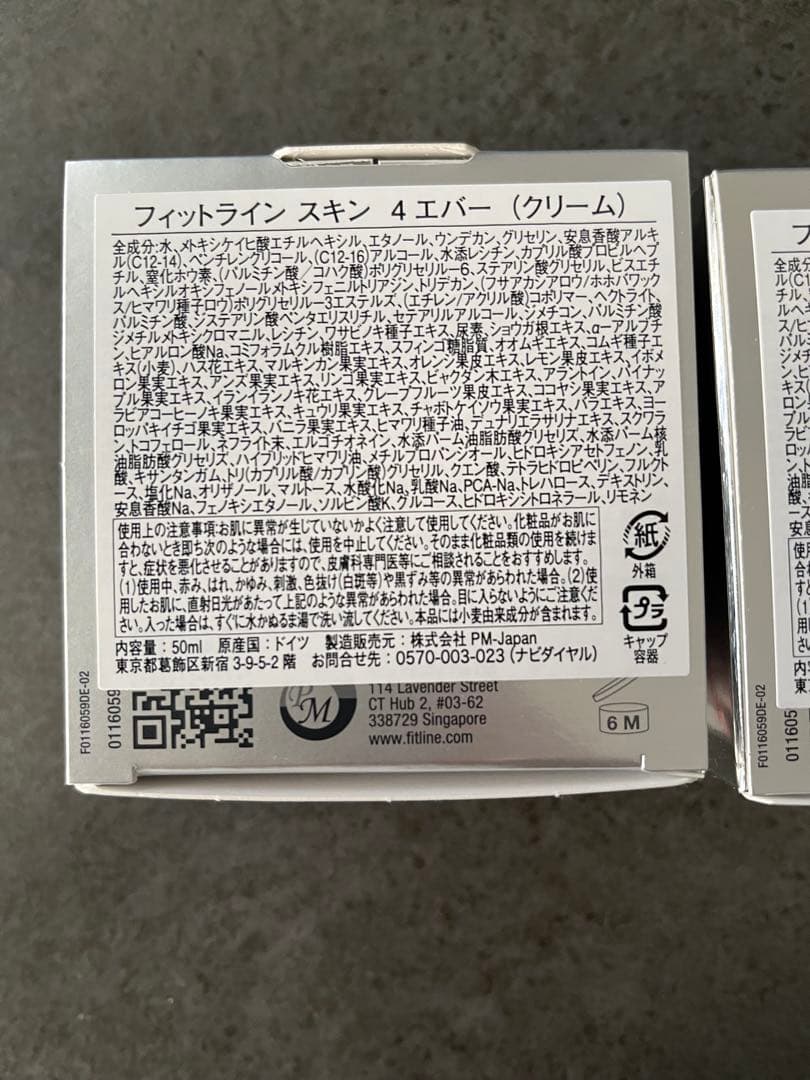 フィットライン スキン 4エバー (クリーム)
全成分:水、メトキシケイヒ酸エチルヘキシル、エタノール、ウンデカン、グリセリン、安息香酸アルキ
ル(C12-14)、ペンチレングリコール、(C12-16)アルコール、水添レシチン、カプリル酸プロピルヘプ
チル、窒化ホウ素、(パルミチン酸/コハク酸)ポリグリセリル-6、ステアリン酸グリセリル、ビスエチ
ルヘキシルオキシフェノールメトキシフェニルトリアジン、トリデカン、(フサアカシアロウ/ホホバワック
ス/ヒマワリ種子ロウ)ポリグリセリル-3エステルズ、(エチレン/アクリル酸)コポリマー、ヘクトライト、
パルミチン酸、ジステアリン酸ペンタエリスリチル、セテアリルアルコール、ジメチコン、パルミチン酸
ジメチルメトキシクロマニル、レシチン、ワサビノキ種子エキス、尿素、ショウガ根エキス、α-アルブチ
ン、ヒアルロン酸Na、コミフォラムクル樹脂エキス、スフィンゴ糖脂質、オオムギエキス、コムギ種子エ
キス(小麦)、ハス花エキス、マルキンカン果実エキス、オレンジ果皮エキス、レモン果皮エキス、イボメ
ロン果実エキス、アンズ果実エキス、リンゴ果実エキス、ビャクダン木エキス、アラントイン、パイナッ
プル果実エキス、イランイランノキ花エキス、グレープフルーツ果皮エキス、ココヤシ果実エキス、ア
ラビアコーヒーノキ果実エキス、キュウリ果実エキス、チャボトケイソウ果実エキス、バラエキス、ヨー
ロッパキイチゴ果実エキス、バニラ果実エキス、ヒマワリ種子油、デュナリエラサリナエキス、スクワラ
ン、トコフェロール、ネフライト末、エルゴチオネイン、水添パーム油脂肪酸グリセリズ、水添パーム核
油脂肪酸グリセリズ、ハイブリッドヒマワリ油、メチルプロパンジオール、ヒドロキシアセトフェノン、乳
酸、キサンタンガム、トリ(カプリル酸/カプリン酸)グリセリル、クエン酸、テトラヒドロピペリン、フルクト
ース、塩化Na、オリザノール、マルトース、水酸化Na、乳酸Na、PCA-Na、トレハロース、デキストリン、
安息香酸Na、フェノキシエタノール、ソルビン酸K、グルコース、ヒドロキシシトロネラール、リモネン
使用上の注意事項:お肌に異常が生じていないかよく注意して使用してください。化粧品がお肌に
合わないとき即ち次のような場合には、使用を中止してください。そのまま化粧品類の使用を続けま
すと、症状を悪化させることがありますので、皮膚科専門医等にご相談されることをおすすめします。
(1)使用中、赤み、はれ、かゆみ、刺激、色抜け(白斑等)や黒ずみ等の異常があらわれた場合。(2)使
用したお肌に、直射日光があたって上記のような異常があらわれた場合。目に入らないようにご注意くだ
さい。入った場合は、すぐに水かぬるま湯で洗い流してください。本品には小麦由来成分が含まれます。
紙
外箱
プラ
キャップ
容器
内容量:50ml 原産国:ドイツ 製造販売元:株式会社 PM-Japan
東京都葛飾区新宿 3-9-5-2 階 お問合せ先:0570-003-023 (ナビダイヤル)
F0116059DE-02
0116059
PM
114 Lavender Street
CT Hub 2, #03-62
338729 Singapore
www.fitline.com
6 M
F0116059DE-02